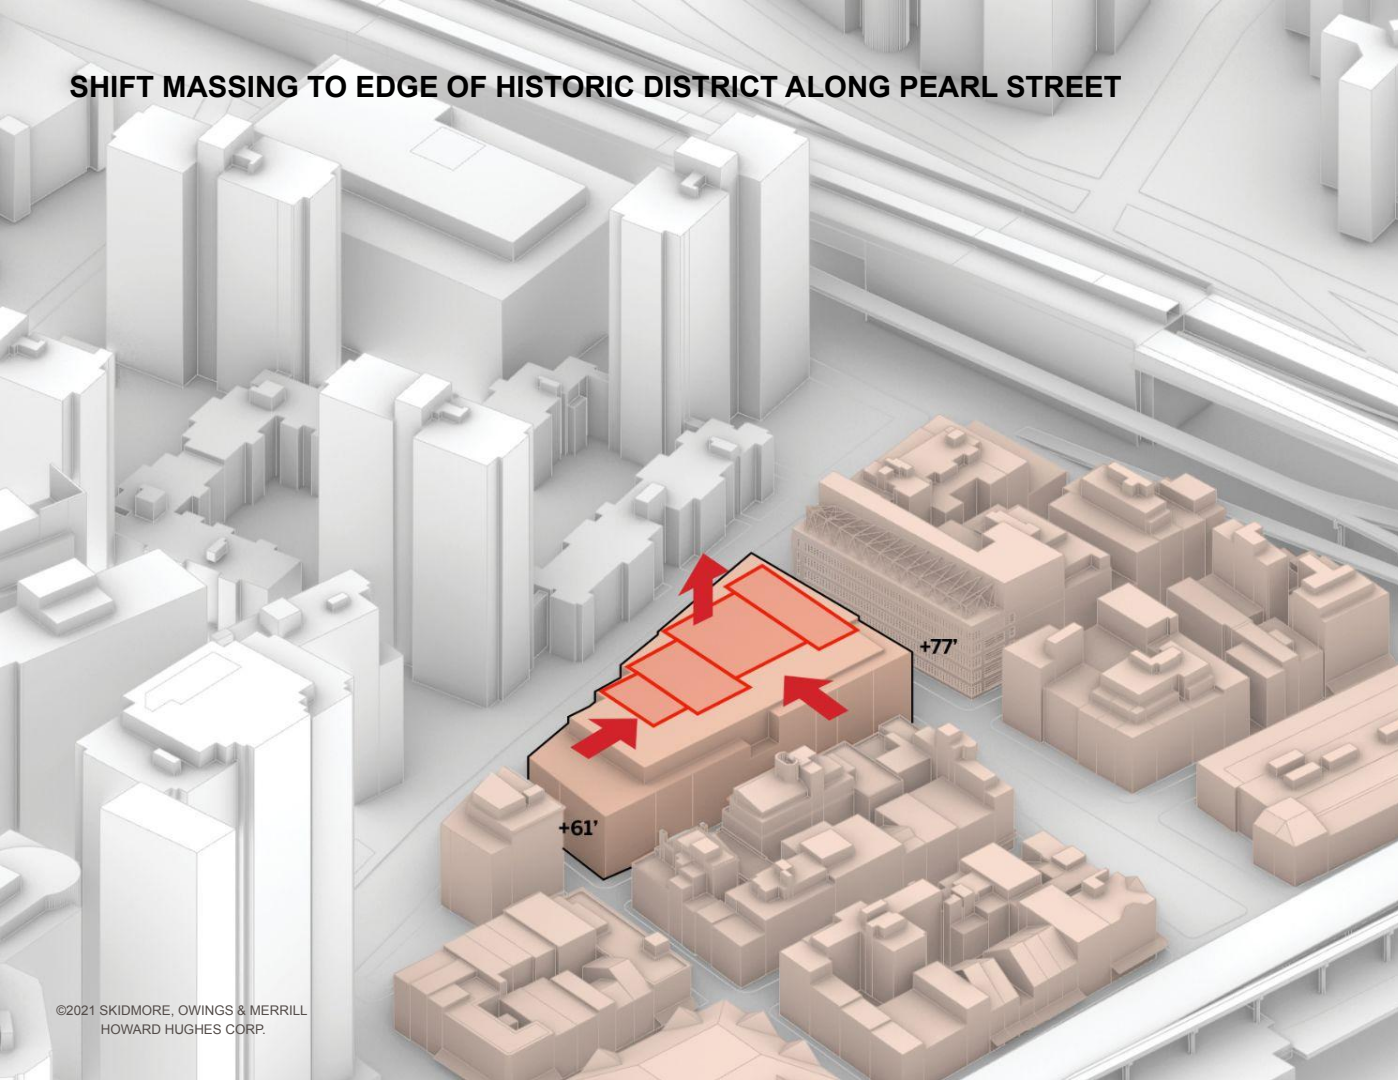 SHIFT MASSING TO EDGE OF HISTORIC DISTRICT ALONG PEARL STREET
+77’
+61’
©2021 SKIDMORE, OWINGS & MERRILL
HOWARD HUGHES CORP.